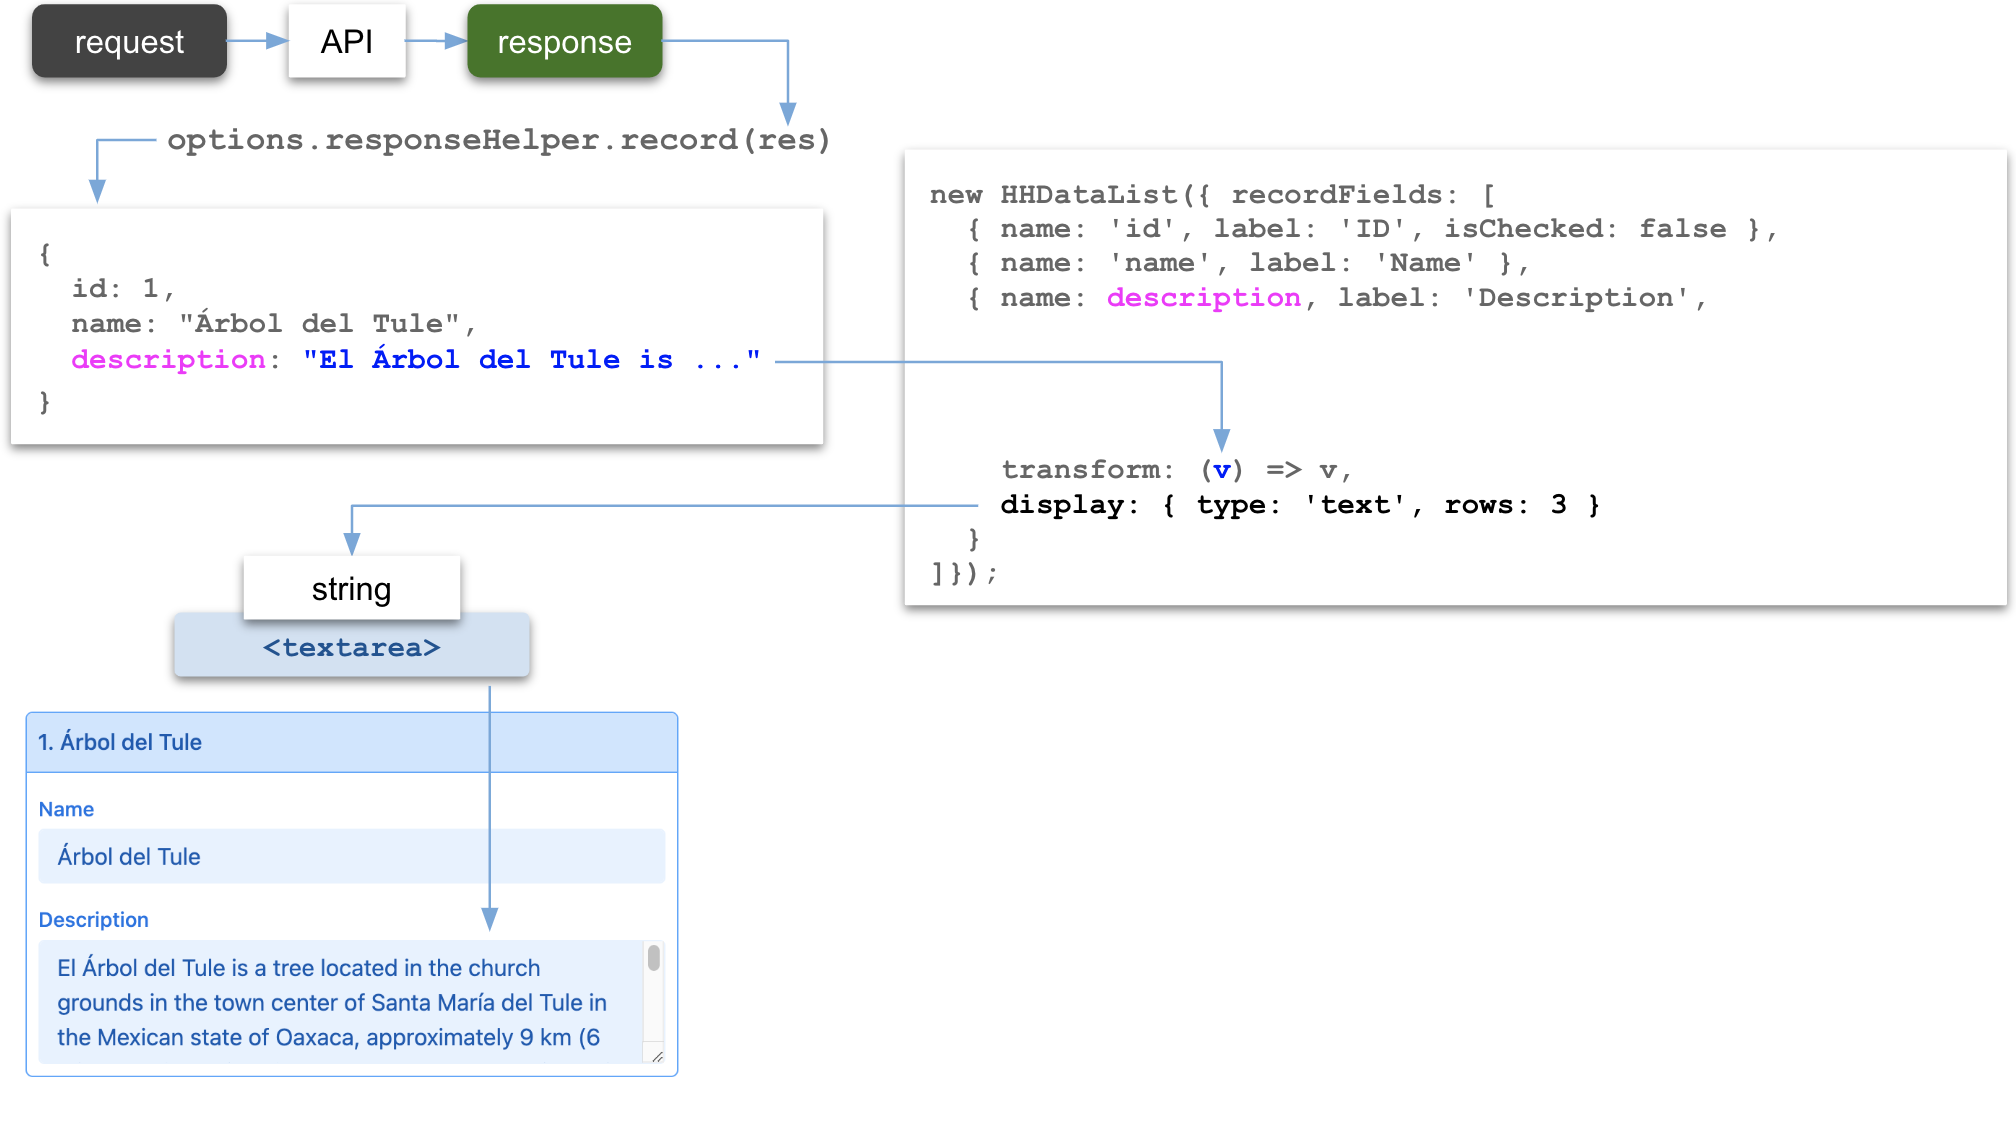 request
API
response
options.responseHelper.record(res)
{
  id: 1,
  name: "Árbol del Tule",
  description: "El Árbol del Tule is ..."
}
new HHDataList({ recordFields: [
  { name: 'id', label: 'ID', isChecked: false },
  { name: 'name', label: 'Name' },
  { name: description, label: 'Description',
    transform: (v) => v,
    display: { type: 'text', rows: 3 }
  }
]});
string
<textarea>
1. Árbol del Tule
Name
Árbol del Tule
Description
El Árbol del Tule is a tree located in the church
grounds in the town center of Santa María del Tule in
the Mexican state of Oaxaca, approximately 9 km (6